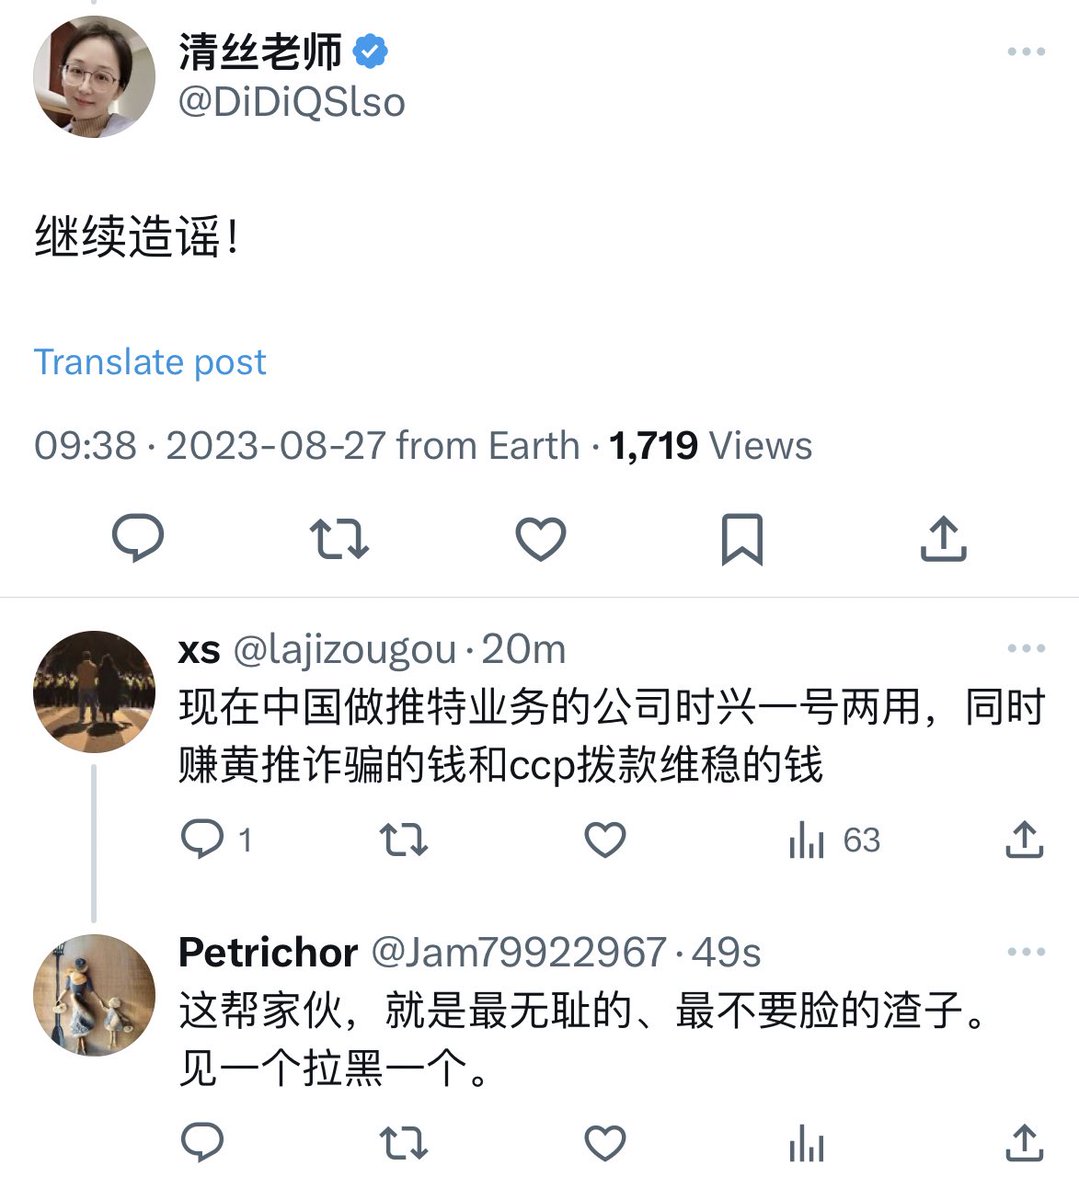 清丝老师
@DiDiQSlso
继续造谣！
Translate post
09:38 · 2023-08-27 from Earth · 1,719 Views
xs @lajizougou · 20m
现在中国做推特业务的公司时兴一号两用，同时
赚黄推诈骗的钱和ccp拨款维稳的钱
1
63
Petrichor @Jam79922967 · 49s
这帮家伙，就是最无耻的、最不要脸的渣子。
见一个拉黑一个。